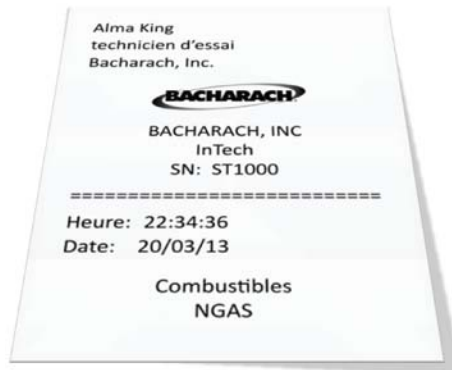 Alma King
technicien d'essai
Bacharach, Inc.
BACHARACH
BACHARACH, INC
InTech
SN: ST1000
============================
Heure: 22:34:36
Date: 20/03/13
Combustibles
NGAS